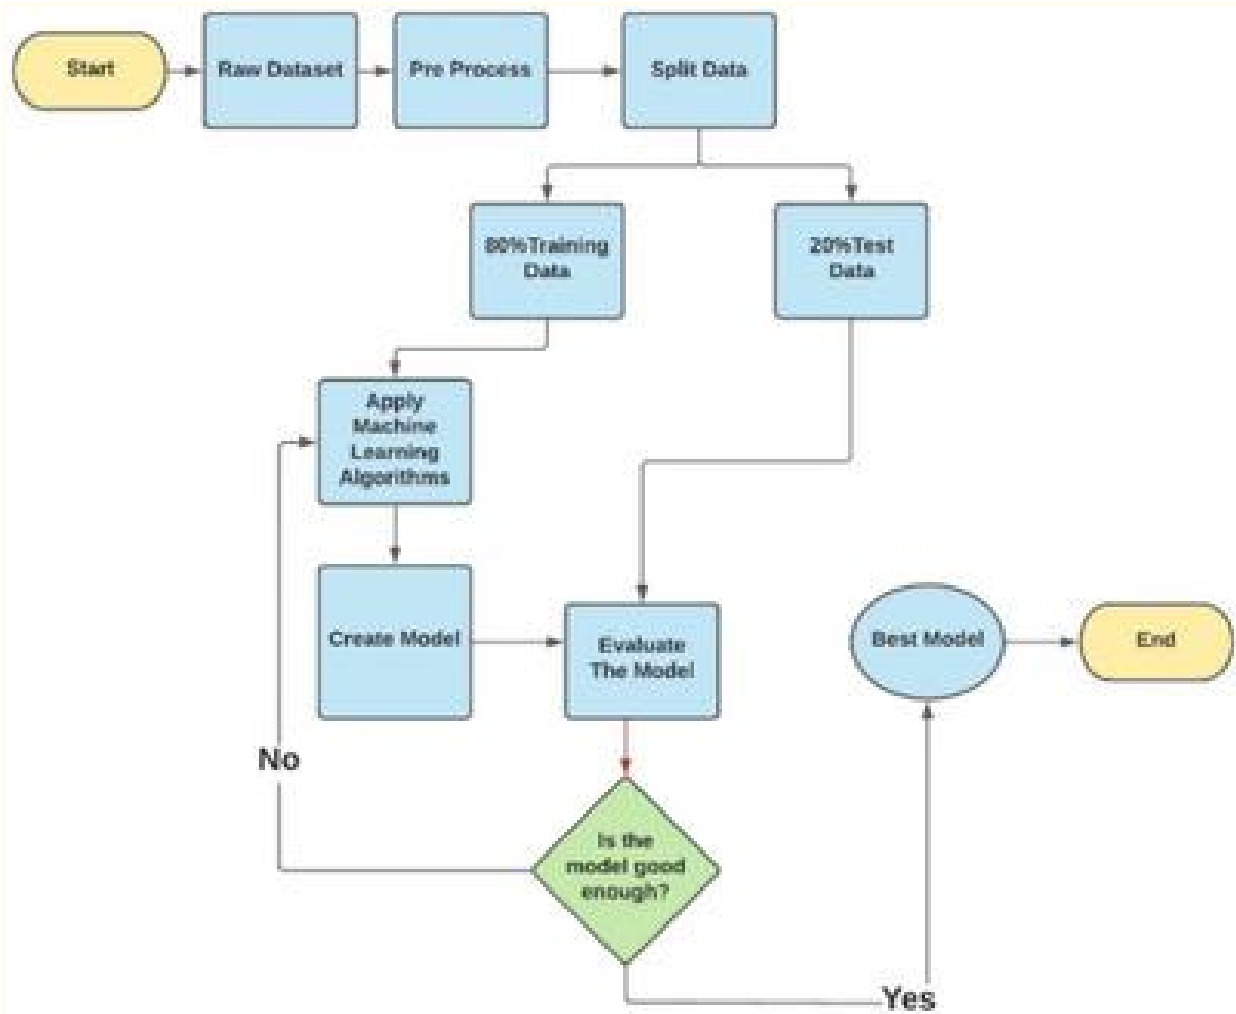 Start
Raw Dataset
Pre Process
Split Data
80%Training
Data
20%Test
Data
Apply
Machine
Learning
Algorithms
Create Model
Evaluate
The Model
Best Model
End
No
Is the
model good
enough?
Yes